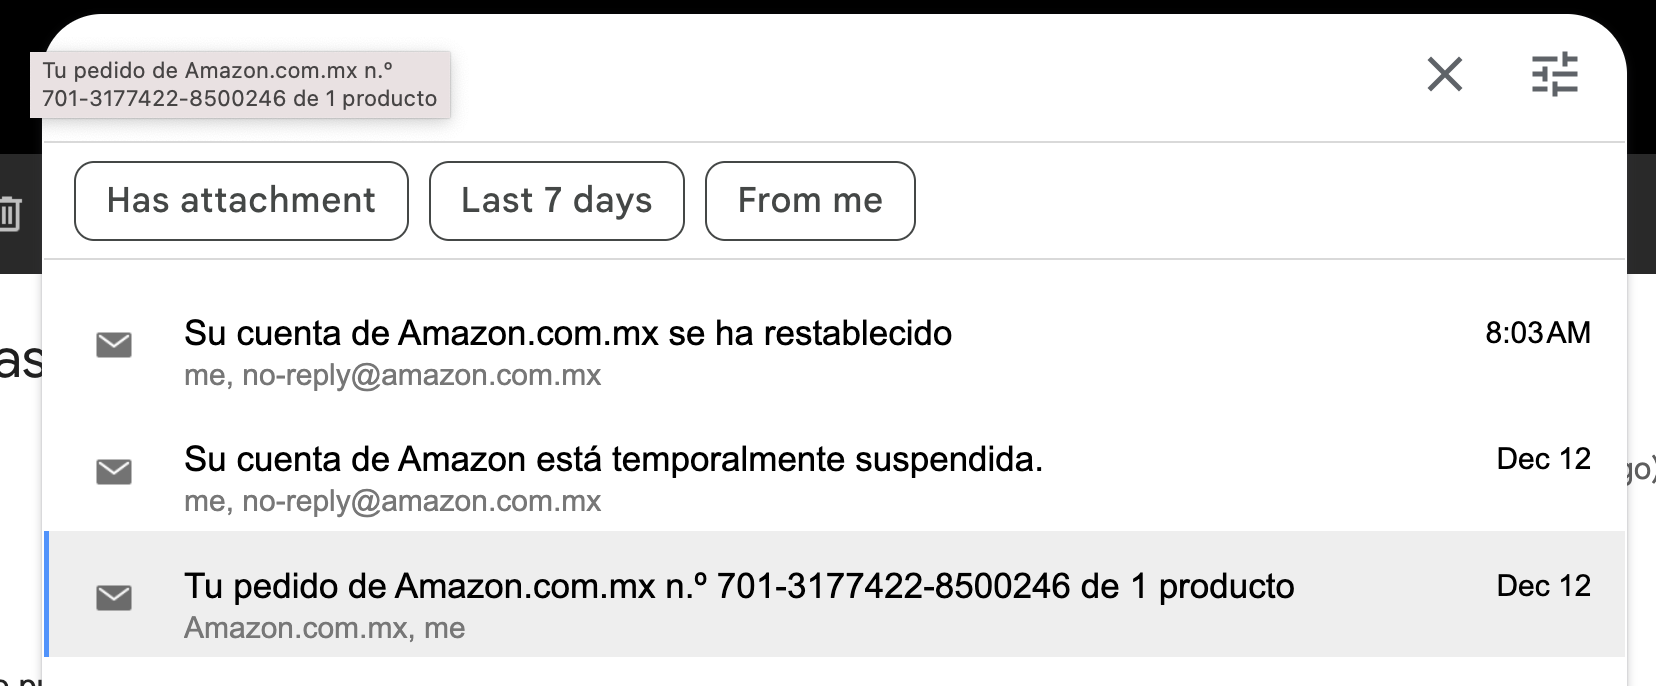 Tu pedido de Amazon.com.mx n.º
701-3177422-8500246 de 1 producto
Has attachment
Last 7 days
From me
Su cuenta de Amazon.com.mx se ha restablecido
8:03 AM
me, no-reply@amazon.com.mx
Su cuenta de Amazon está temporalmente suspendida.
Dec 12
me, no-reply@amazon.com.mx
Tu pedido de Amazon.com.mx n.º 701-3177422-8500246 de 1 producto
Dec 12
Amazon.com.mx, me